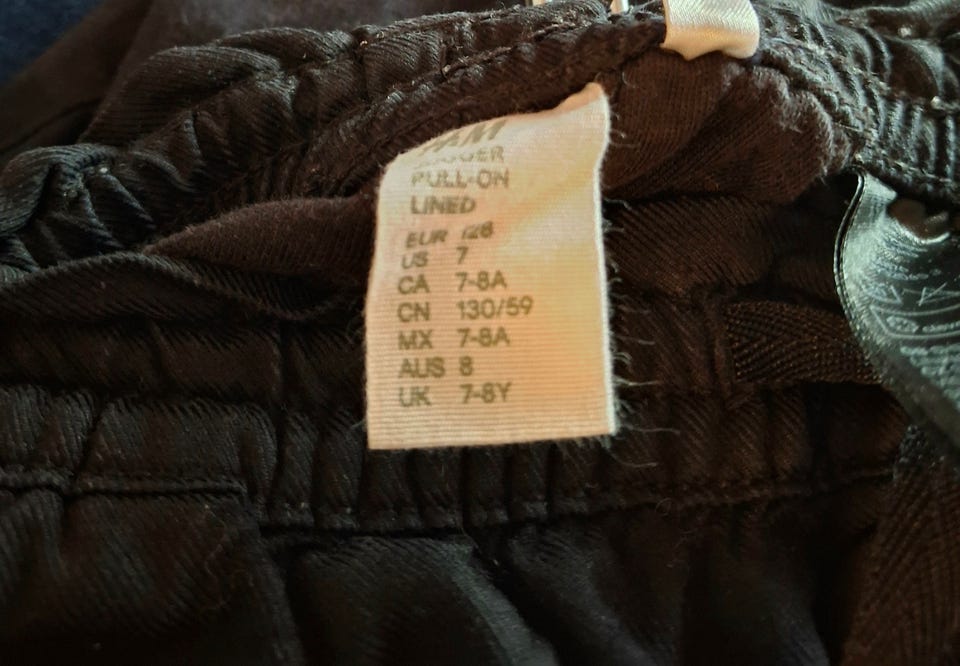 H&M
JOGGER
PULL-ON
LINED
EUR 128
US 7
CA 7-8A
CN 130/59
MX 7-8A
AUS 8
UK 7-8Y